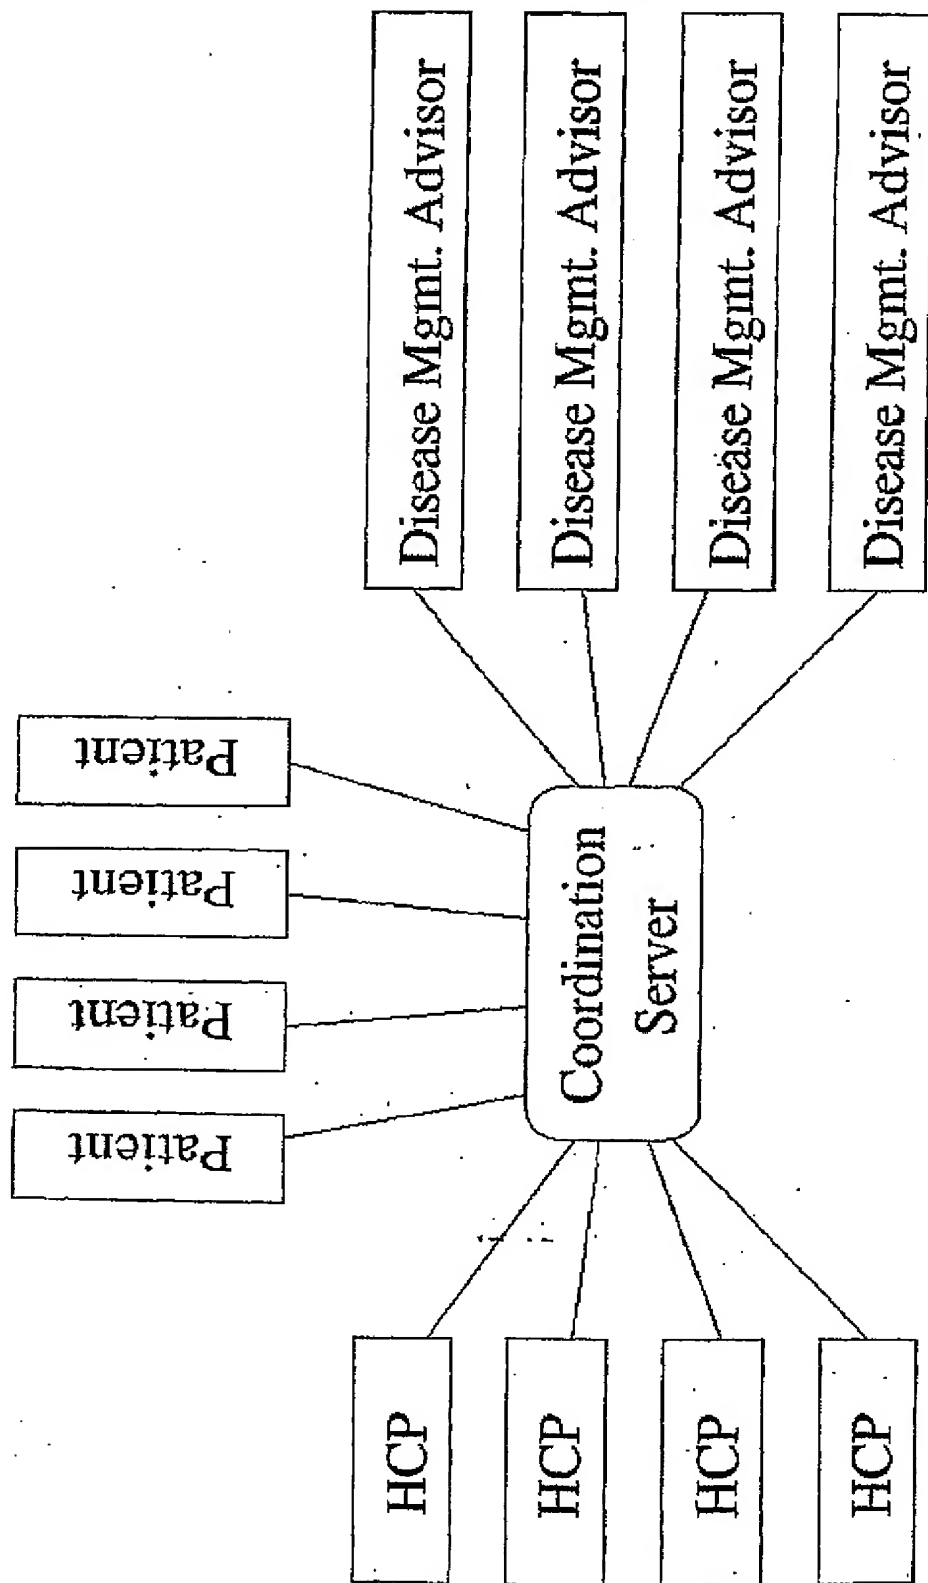 Patient
Patient
Patient
Patient
HCP
HCP
HCP
HCP
Coordination
Server
Disease Mgmt. Advisor
Disease Mgmt. Advisor
Disease Mgmt. Advisor
Disease Mgmt. Advisor